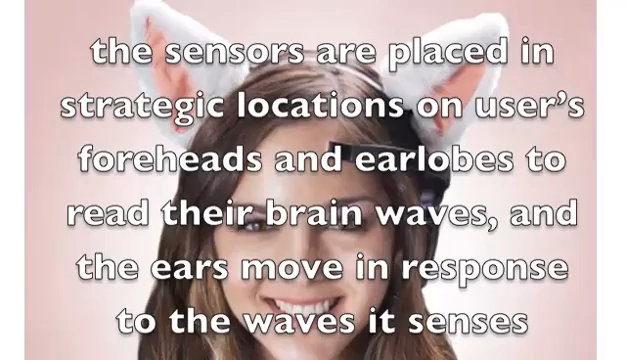 the sensors are placed in
strategic locations on user's
foreheads and earlobes to
read their brain waves, and
the ears move in response
to the waves it senses